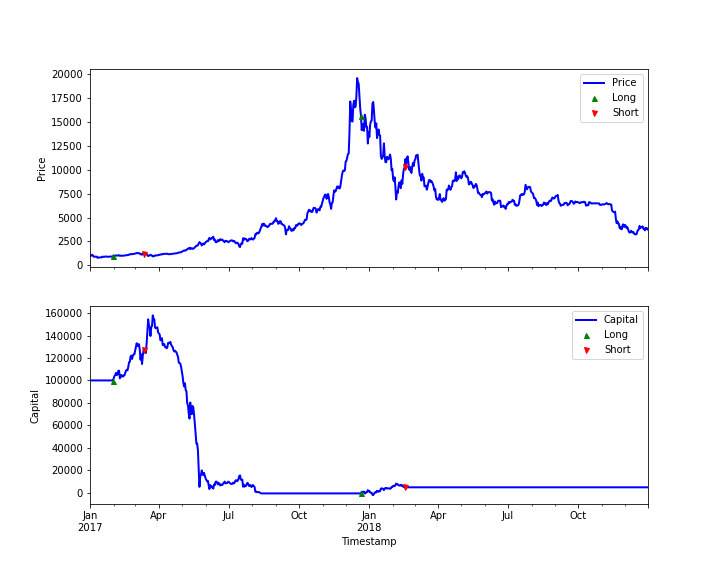 20000
17500
15000
12500
10000
7500
5000
2500
0
Price
Price
Long
Short
160000
140000
120000
100000
80000
60000
40000
20000
0
Capital
Capital
Long
Short
Jan Apr Jul Oct Jan Apr Jul Oct
2017 2018
Timestamp